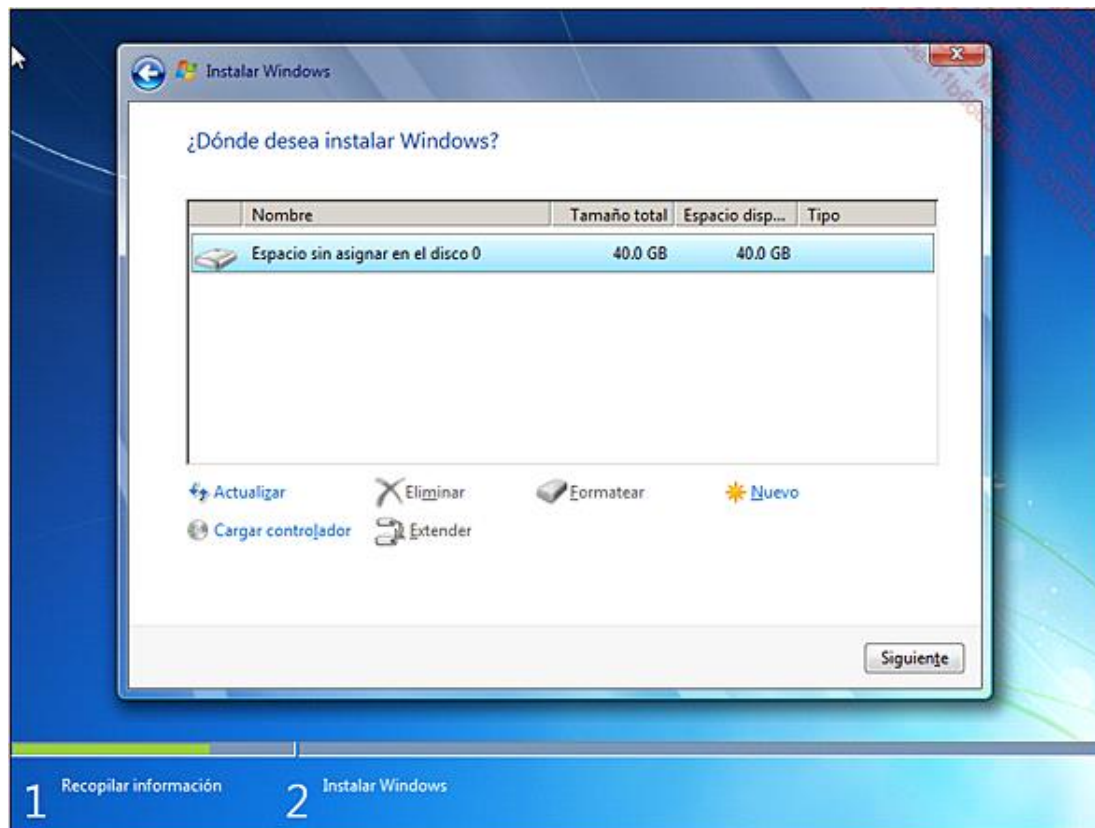 Instalar Windows
¿Dónde desea instalar Windows?
Nombre Tamaño total Espacio disp... Tipo
Espacio sin asignar en el disco 0 40.0 GB 40.0 GB
Actualizar Eliminar Formatear Nuevo
Cargar controlador Extender
Siguiente
1 Recopilar información 2 Instalar Windows